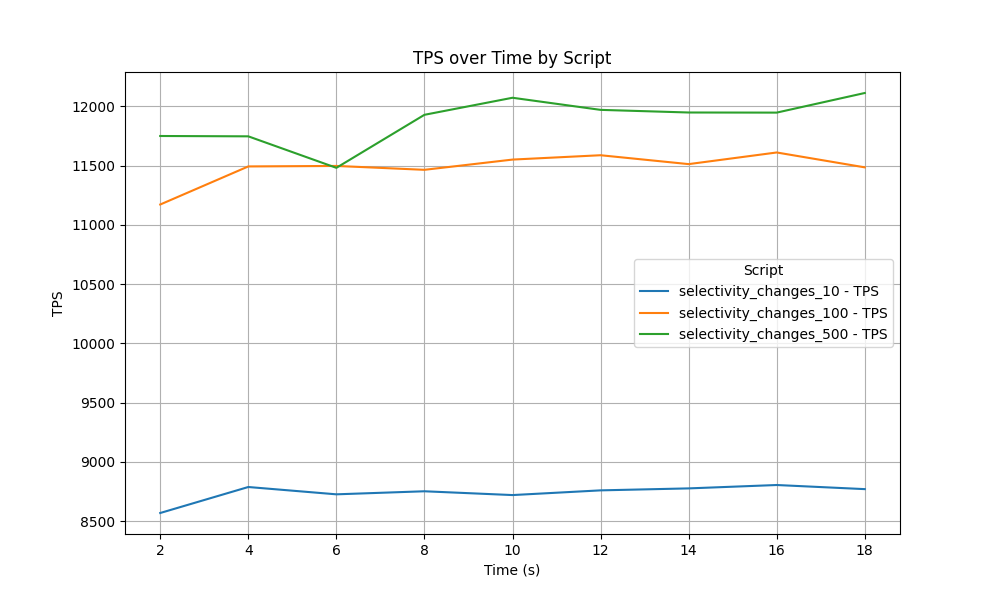 TPS over Time by Script
TPS
12000
11500
11000
10500
10000
9500
9000
8500
Script
selectivity_changes_10 - TPS
selectivity_changes_100 - TPS
selectivity_changes_500 - TPS
2 4 6 8 10 12 14 16 18
Time (s)